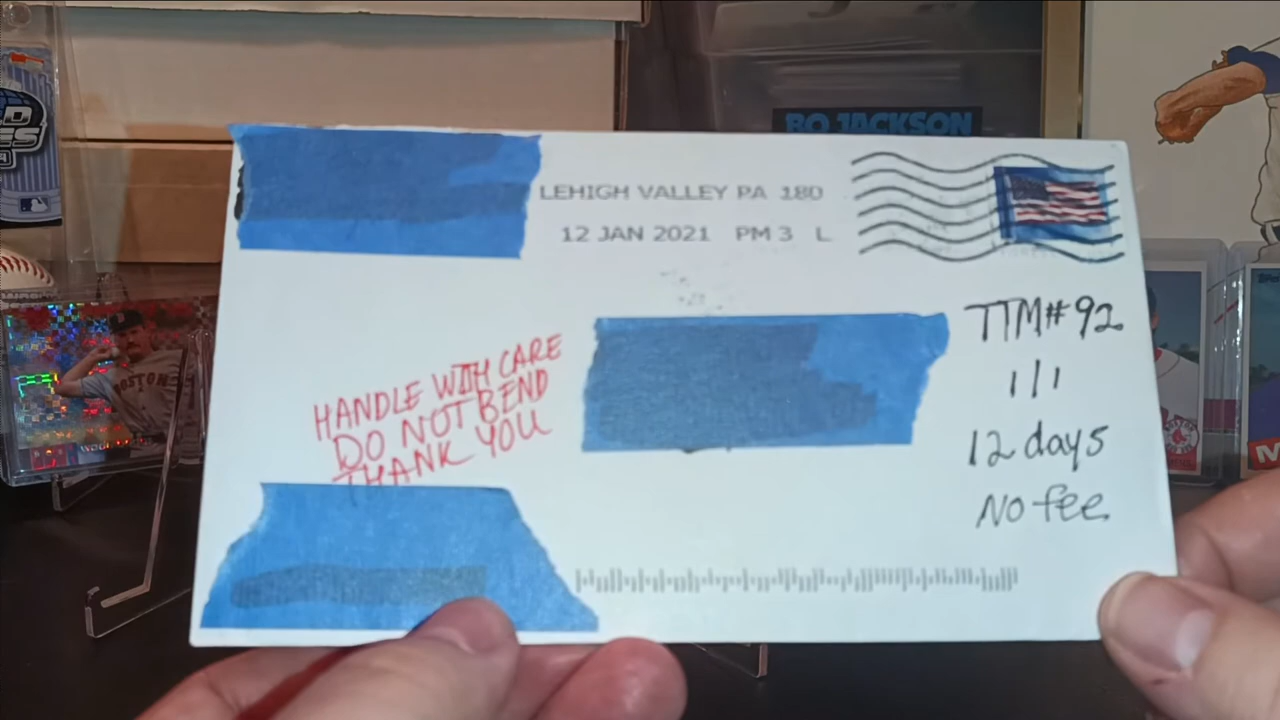 BO JACKSON
LEHIGH VALLEY PA 180
12 JAN 2021 PM 3 L
TTM# 92
1/1
12 days
No fee
HANDLE WITH CARE
DO NOT BEND
THANK YOU
BOSTON